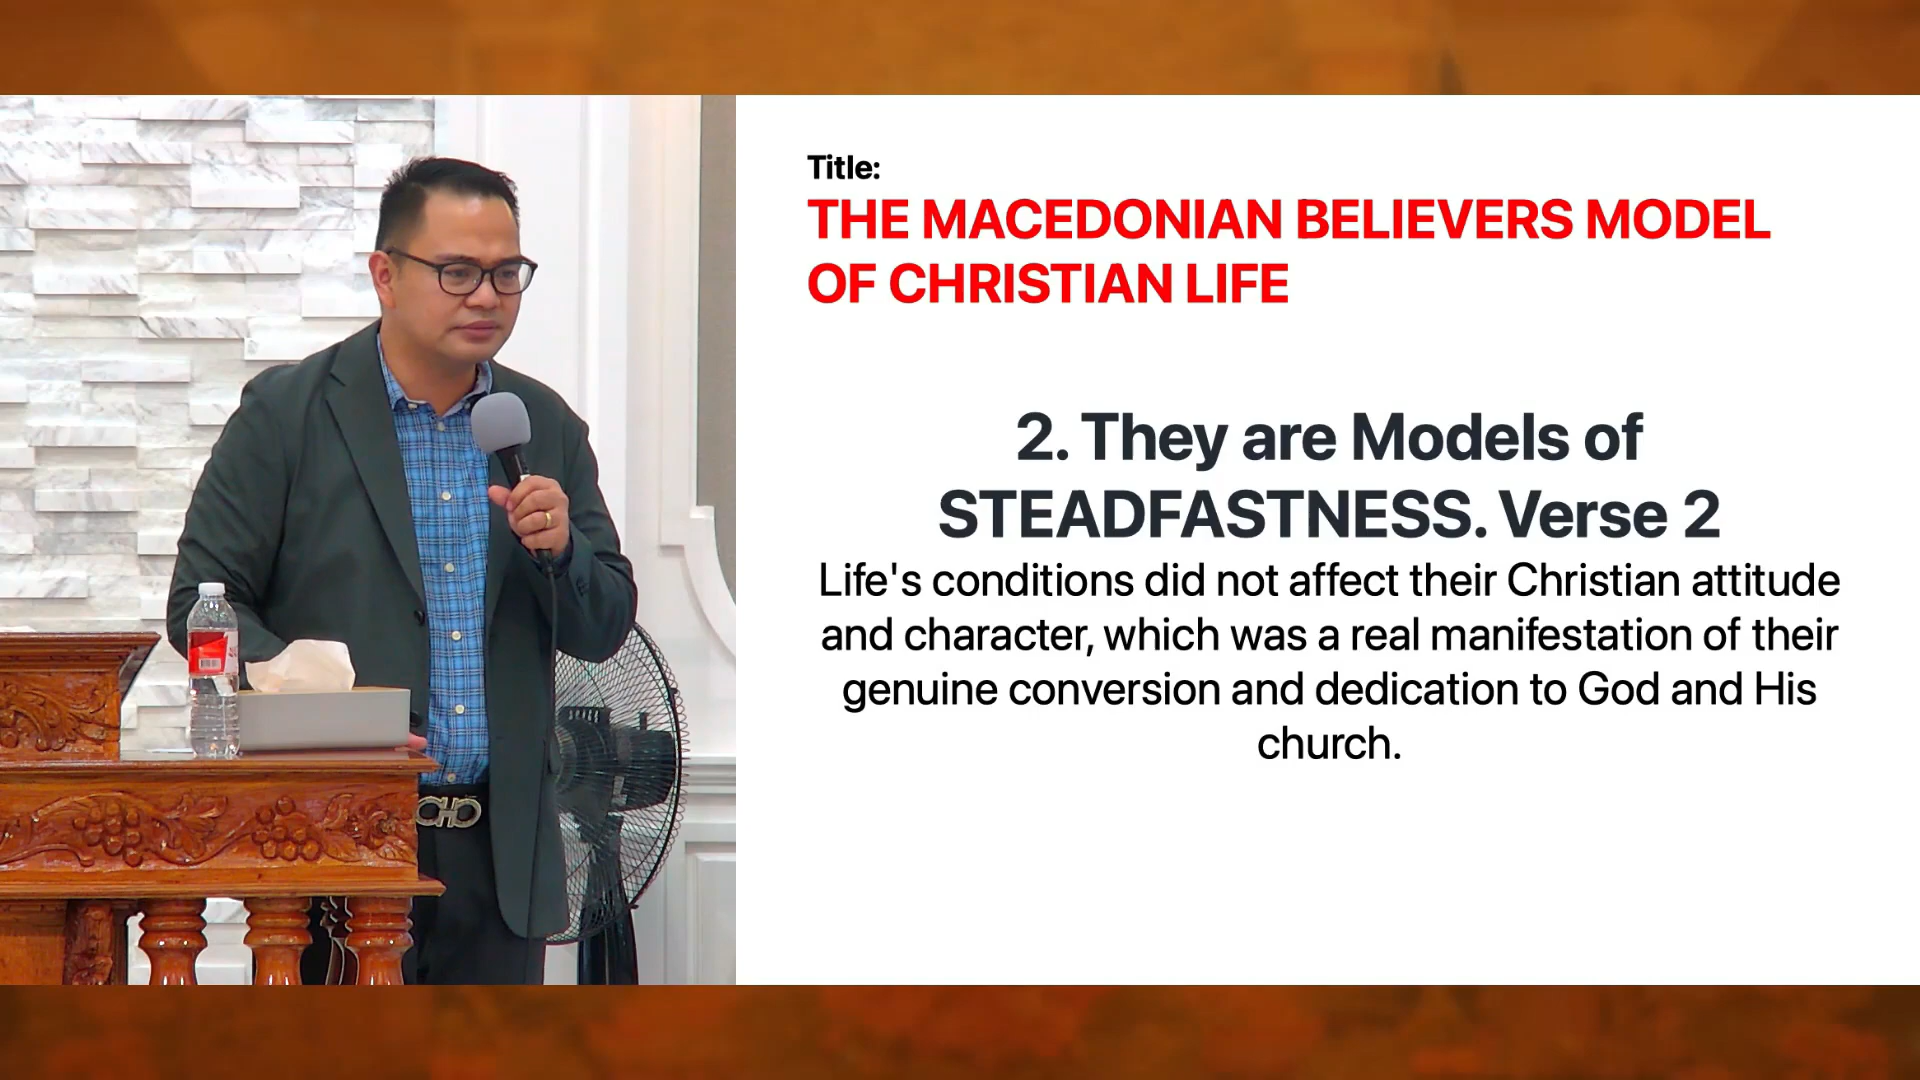 Title:
THE MACEDONIAN BELIEVERS MODEL
OF CHRISTIAN LIFE
2. They are Models of
STEADFASTNESS. Verse 2
Life's conditions did not affect their Christian attitude
and character, which was a real manifestation of their
genuine conversion and dedication to God and His
church.